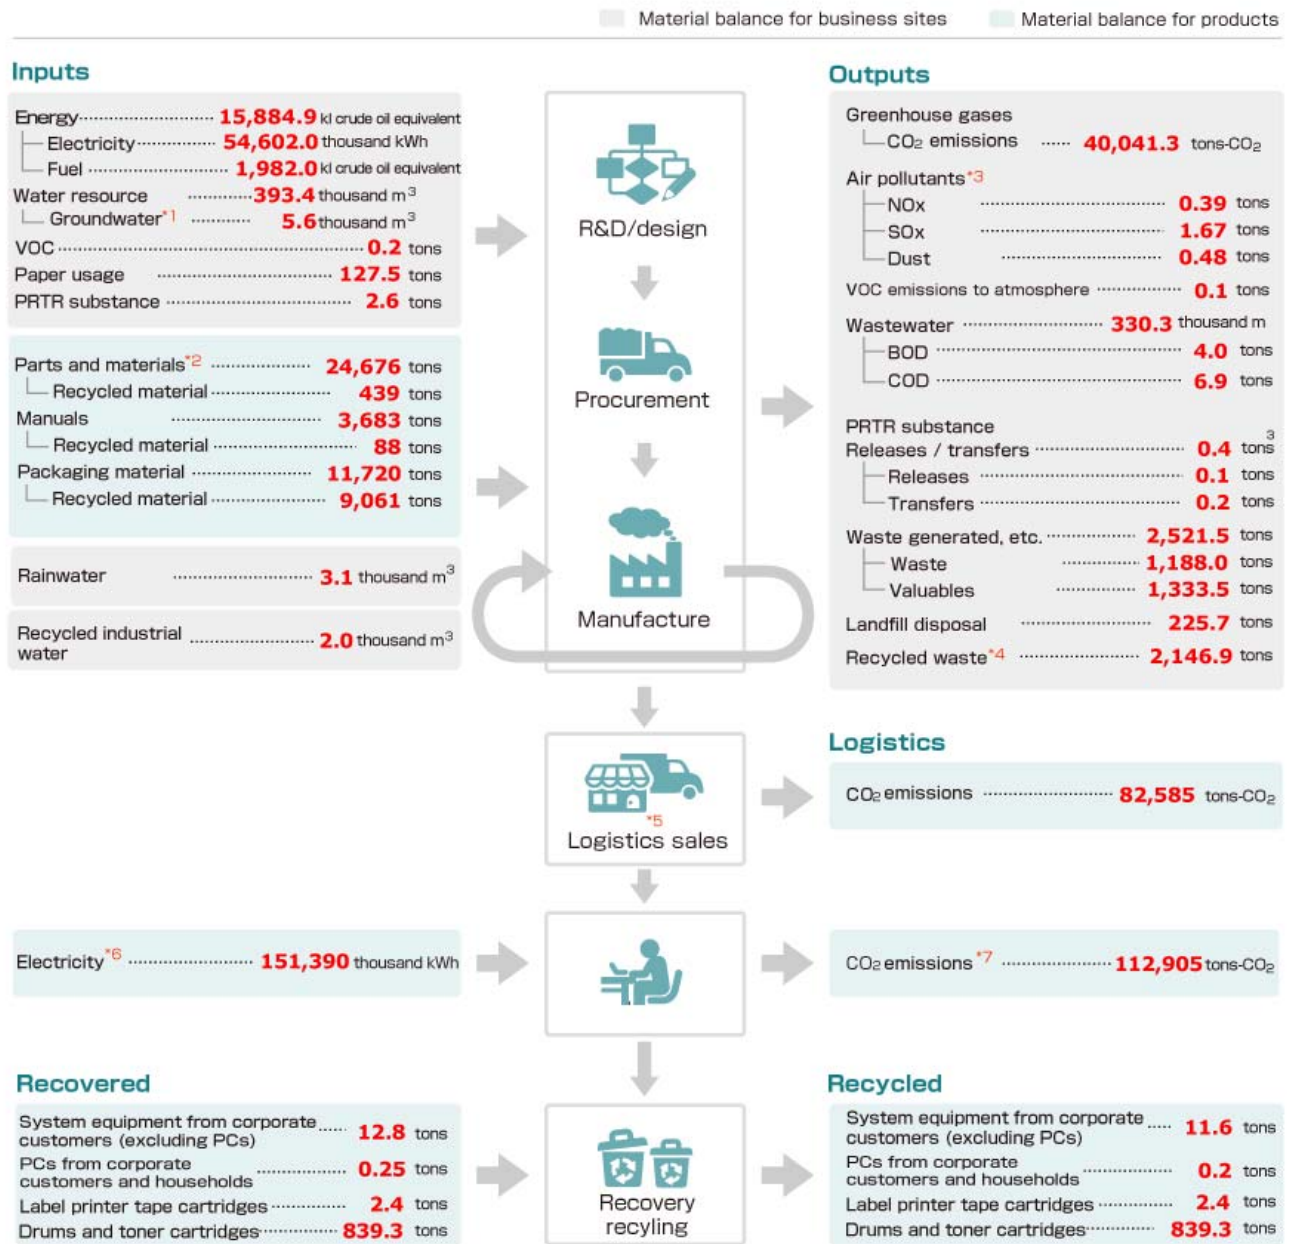 Material balance for business sites
Material balance for products
Inputs
Energy 15,884.9 kl crude oil equivalent
Electricity 54,602.0 thousand kWh
Fuel 1,982.0 kl crude oil equivalent
Water resource 393.4 thousand m3
Groundwater*1 5.6 thousand m3
VOC 0.2 tons
Paper usage 127.5 tons
PRTR substance 2.6 tons
Parts and materials*2 24,676 tons
Recycled material 439 tons
Manuals 3,683 tons
Recycled material 88 tons
Packaging material 11,720 tons
Recycled material 9,061 tons
Rainwater 3.1 thousand m3
Recycled industrial
water 2.0 thousand m3
R&D/design
Procurement
Manufacture
Outputs
Greenhouse gases
CO2 emissions 40,041.3 tons-CO2
Air pollutants*3
NOx 0.39 tons
SOx 1.67 tons
Dust 0.48 tons
VOC emissions to atmosphere 0.1 tons
Wastewater 330.3 thousand m
BOD 4.0 tons
COD 6.9 tons
PRTR substance
3
Releases / transfers 0.4 tons
Releases 0.1 tons
Transfers 0.2 tons
Waste generated, etc. 2,521.5 tons
Waste 1,188.0 tons
Valuables 1,333.5 tons
Landfill disposal 225.7 tons
Recycled waste*4 2,146.9 tons
*5
Logistics sales
Logistics
CO2 emissions 82,585 tons-CO2
Electricity*6 151,390 thousand kWh
CO2 emissions*7 112,905 tons-CO2
Recovered
System equipment from corporate
customers (excluding PCs) 12.8 tons
PCs from corporate
customers and households 0.25 tons
Label printer tape cartridges 2.4 tons
Drums and toner cartridges 839.3 tons
Recovery
recyling
Recycled
System equipment from corporate
customers (excluding PCs) 11.6 tons
PCs from corporate
customers and households 0.2 tons
Label printer tape cartridges 2.4 tons
Drums and toner cartridges 839.3 tons